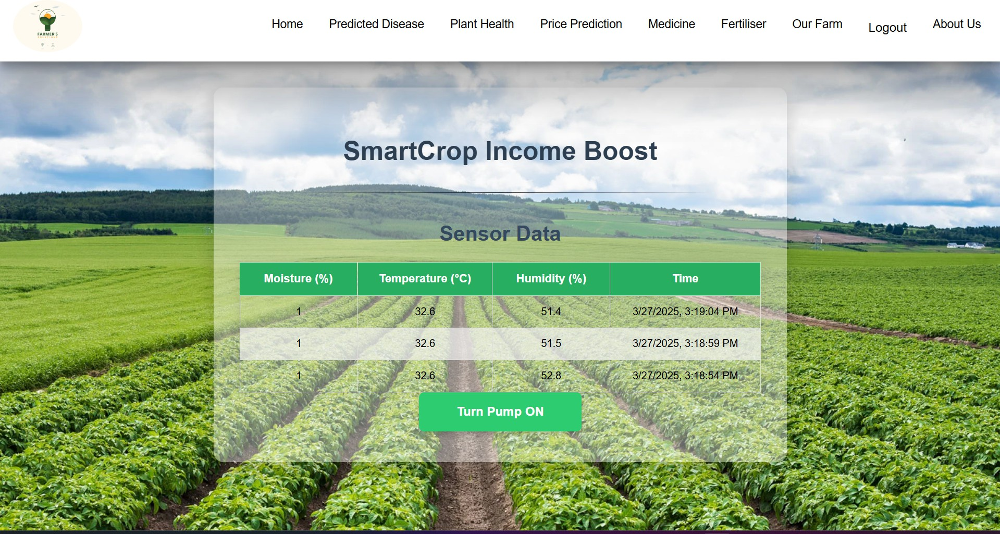 FARMER'S
SOLUTIONS
Home Predicted Disease Plant Health Price Prediction Medicine Fertiliser Our Farm Logout About Us
SmartCrop Income Boost
Sensor Data
Moisture (%) Temperature (°C) Humidity (%) Time
1 32.6 51.4 3/27/2025, 3:19:04 PM
1 32.6 51.5 3/27/2025, 3:18:59 PM
1 32.6 52.8 3/27/2025, 3:18:54 PM
Turn Pump ON